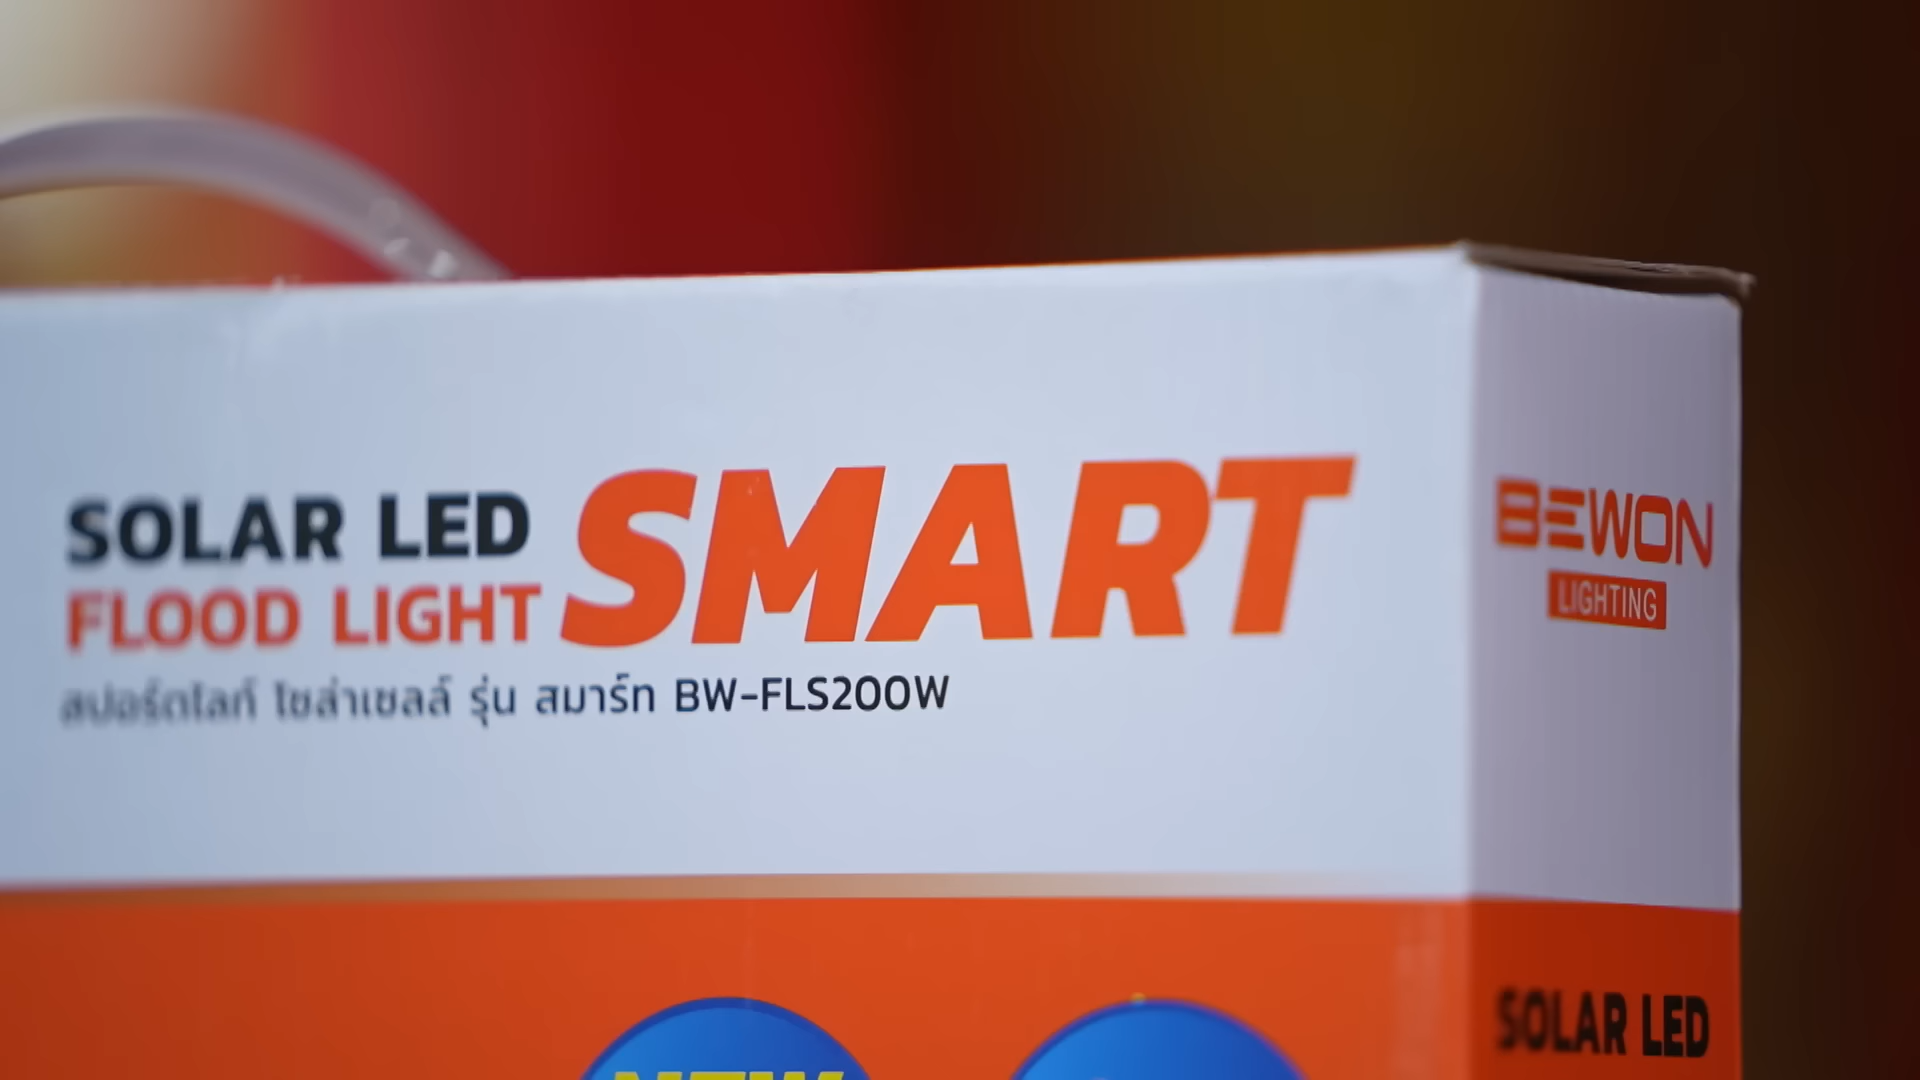 SOLAR LED
FLOOD LIGHT
SMART
สปอร์ตไลท์ โซล่าเซลล์ รุ่น สมาร์ท BW-FLS200W
BEWON
LIGHTING
SOLAR LED
NEW